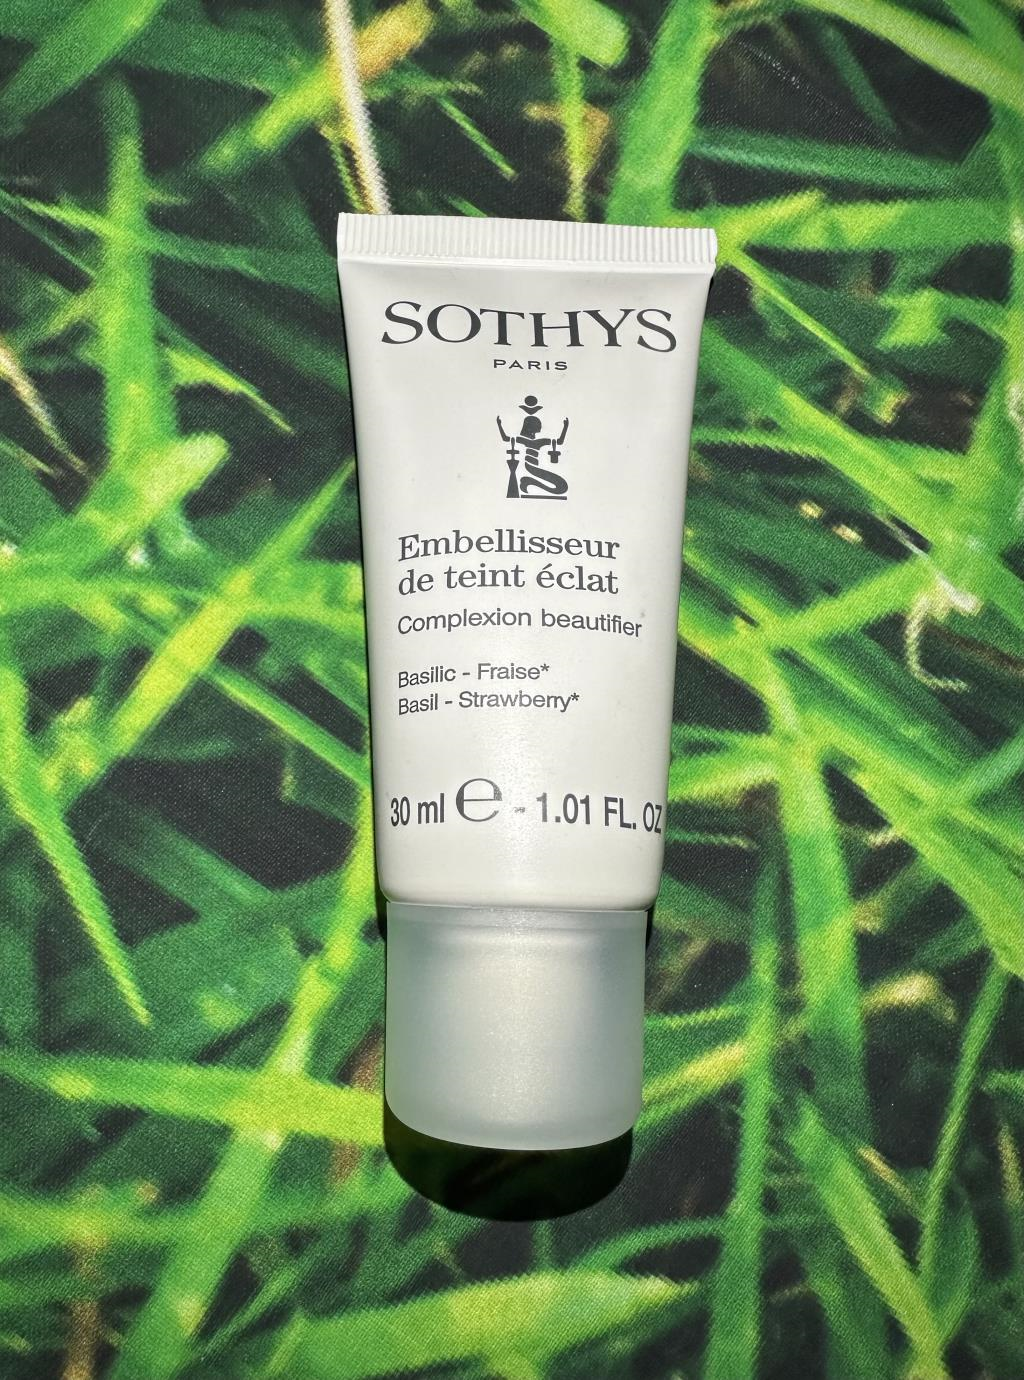 SOTHYS
PARIS
Embellisseur
de teint éclat
Complexion beautifier
Basilic - Fraise*
Basil - Strawberry*
30 ml ℮ - 1.01 FL. OZ